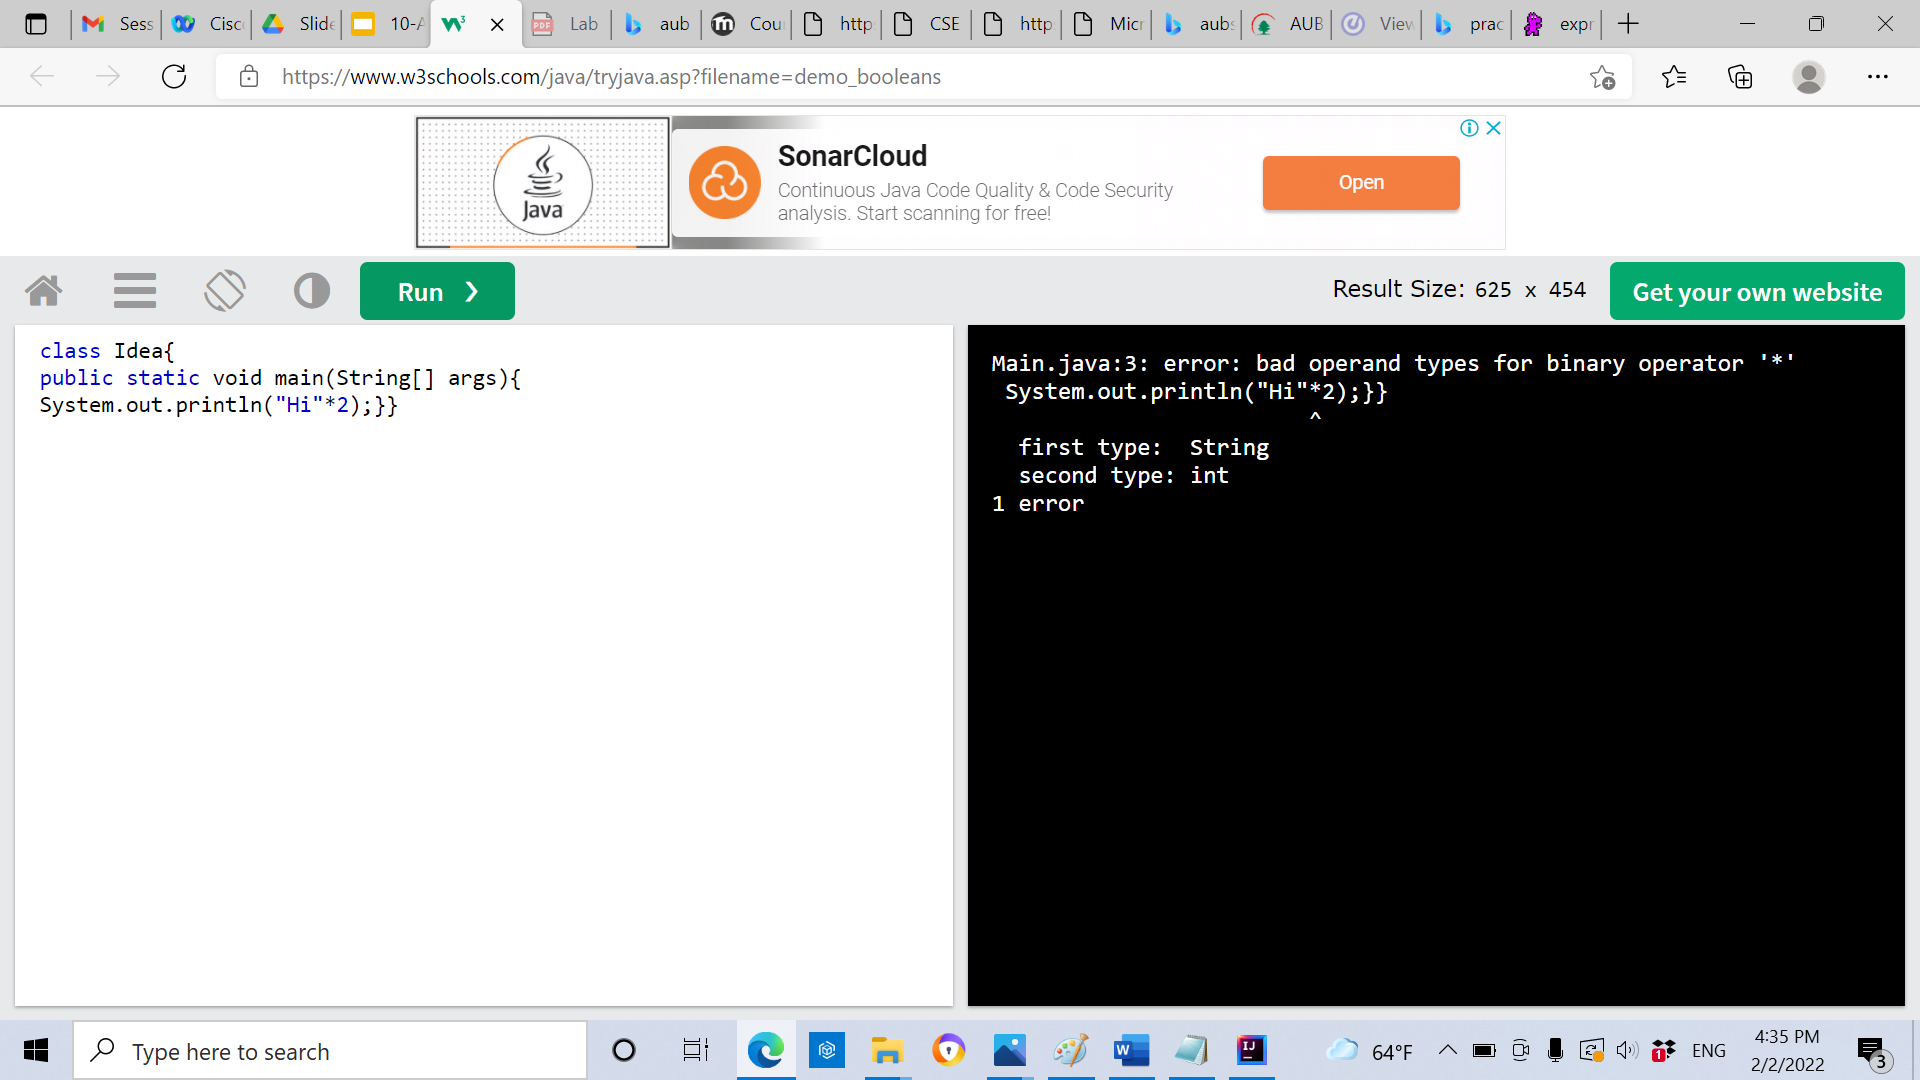 Sess
Cisc
Slide
10-A
Lab
aub
Cou
http
CSE
http
Micr
aubs
AUB
View
prac
expr
https://www.w3schools.com/java/tryjava.asp?filename=demo_booleans
Java
SonarCloud
Continuous Java Code Quality & Code Security
analysis. Start scanning for free!
Open
Run ❯
Result Size: 625 x 454
Get your own website
class Idea{
public static void main(String[] args){
System.out.println("Hi"*2);}}
Main.java:3: error: bad operand types for binary operator '*'
System.out.println("Hi"*2);}}
^
first type: String
second type: int
1 error
Type here to search
64°F
1
ENG
4:35 PM
2/2/2022
3